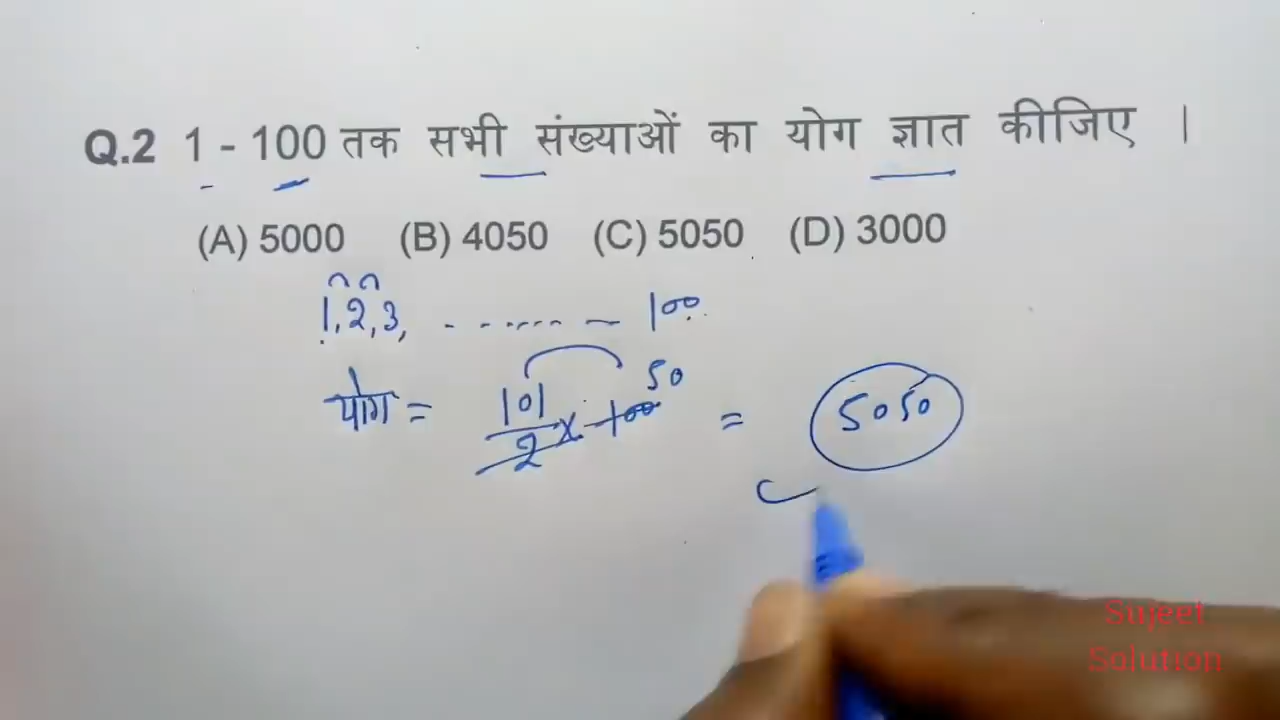 Q.2 1 - 100 तक सभी संख्याओं का योग ज्ञात कीजिए ।
(A) 5000 (B) 4050 (C) 5050 (D) 3000
1, 2, 3, - - - - - - - 100
योग = 101/2 × 100 50 = 5050
Sujeet
Solution